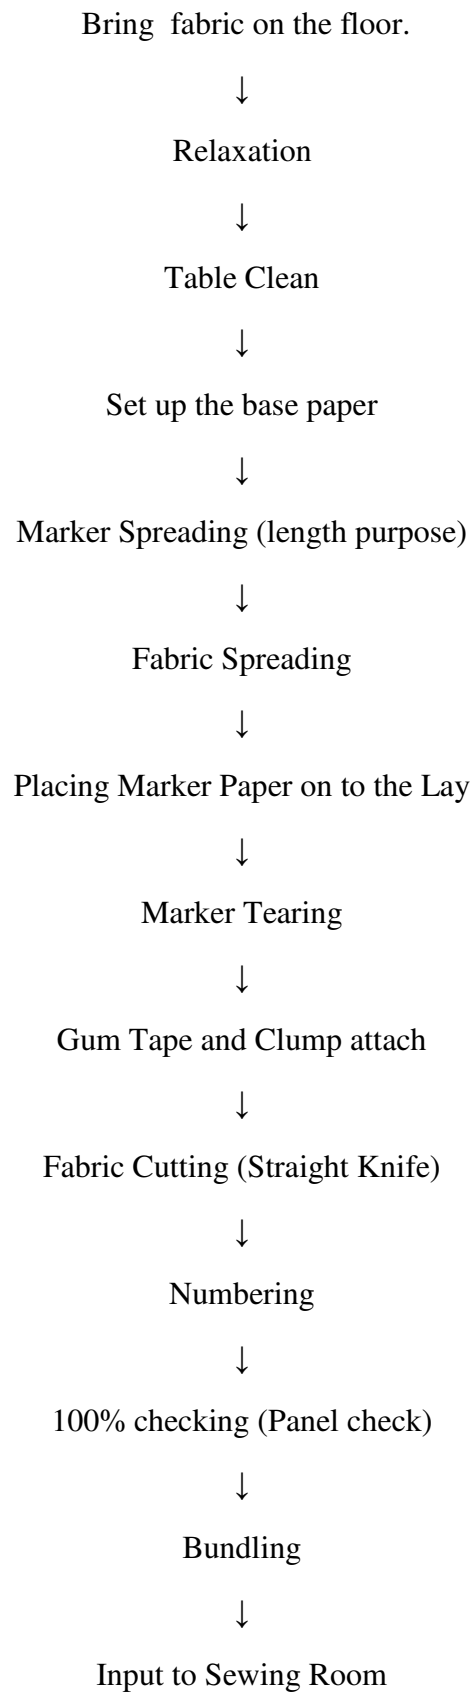 Bring fabric on the floor.
↓
Relaxation
↓
Table Clean
↓
Set up the base paper
↓
Marker Spreading (length purpose)
↓
Fabric Spreading
↓
Placing Marker Paper on to the Lay
↓
Marker Tearing
↓
Gum Tape and Clump attach
↓
Fabric Cutting (Straight Knife)
↓
Numbering
↓
100% checking (Panel check)
↓
Bundling
↓
Input to Sewing Room